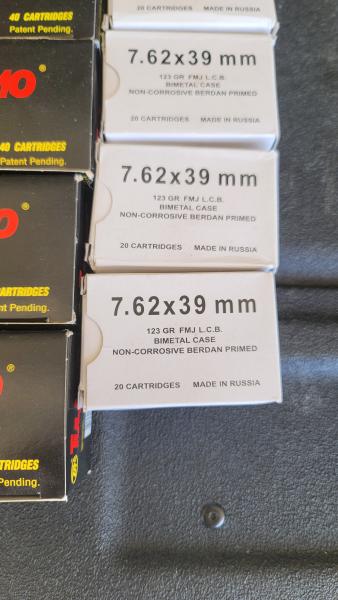 40 CARTRIDGES
Patent Pending.
20 CARTRIDGES MADE IN RUSSIA
MO®
40 CARTRIDGES
Patent Pending.
7.62x39 mm
123 GR FMJ L.C.B.
BIMETAL CASE
NON-CORROSIVE BERDAN PRIMED
20 CARTRIDGES MADE IN RUSSIA
®
CARTRIDGES
Pending.
7.62x39 mm
123 GR FMJ L.C.B.
BIMETAL CASE
NON-CORROSIVE BERDAN PRIMED
20 CARTRIDGES MADE IN RUSSIA
®
TRIDGES
Pending.
7.62x39 mm
123 GR FMJ L.C.B.
BIMETAL CASE
NON-CORROSIVE BERDAN PRIMED
20 CARTRIDGES MADE IN RUSSIA